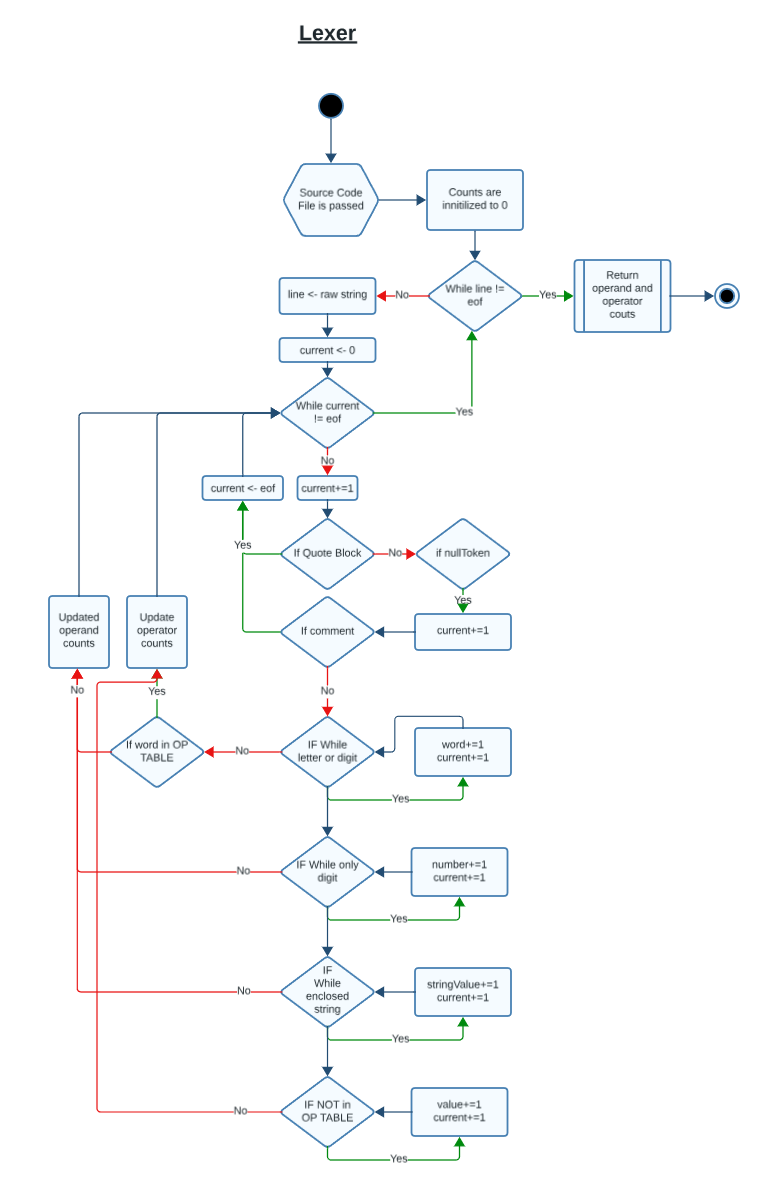 Lexer
Source Code
File is passed
Counts are
innitilized to 0
While line !=
eof
Yes
No
Return
operand and
operator
couts
line <- raw string
current <- 0
While current
!= eof
Yes
No
current <- eof
current+=1
Yes
If Quote Block
No
if nullToken
Yes
Updated
operand
counts
Update
operator
counts
If comment
current+=1
No
No
Yes
If word in OP
TABLE
No
IF While
letter or digit
word+=1
current+=1
Yes
No
IF While only
digit
number+=1
current+=1
Yes
No
IF
While
enclosed
string
stringValue+=1
current+=1
Yes
No
IF NOT in
OP TABLE
value+=1
current+=1
Yes